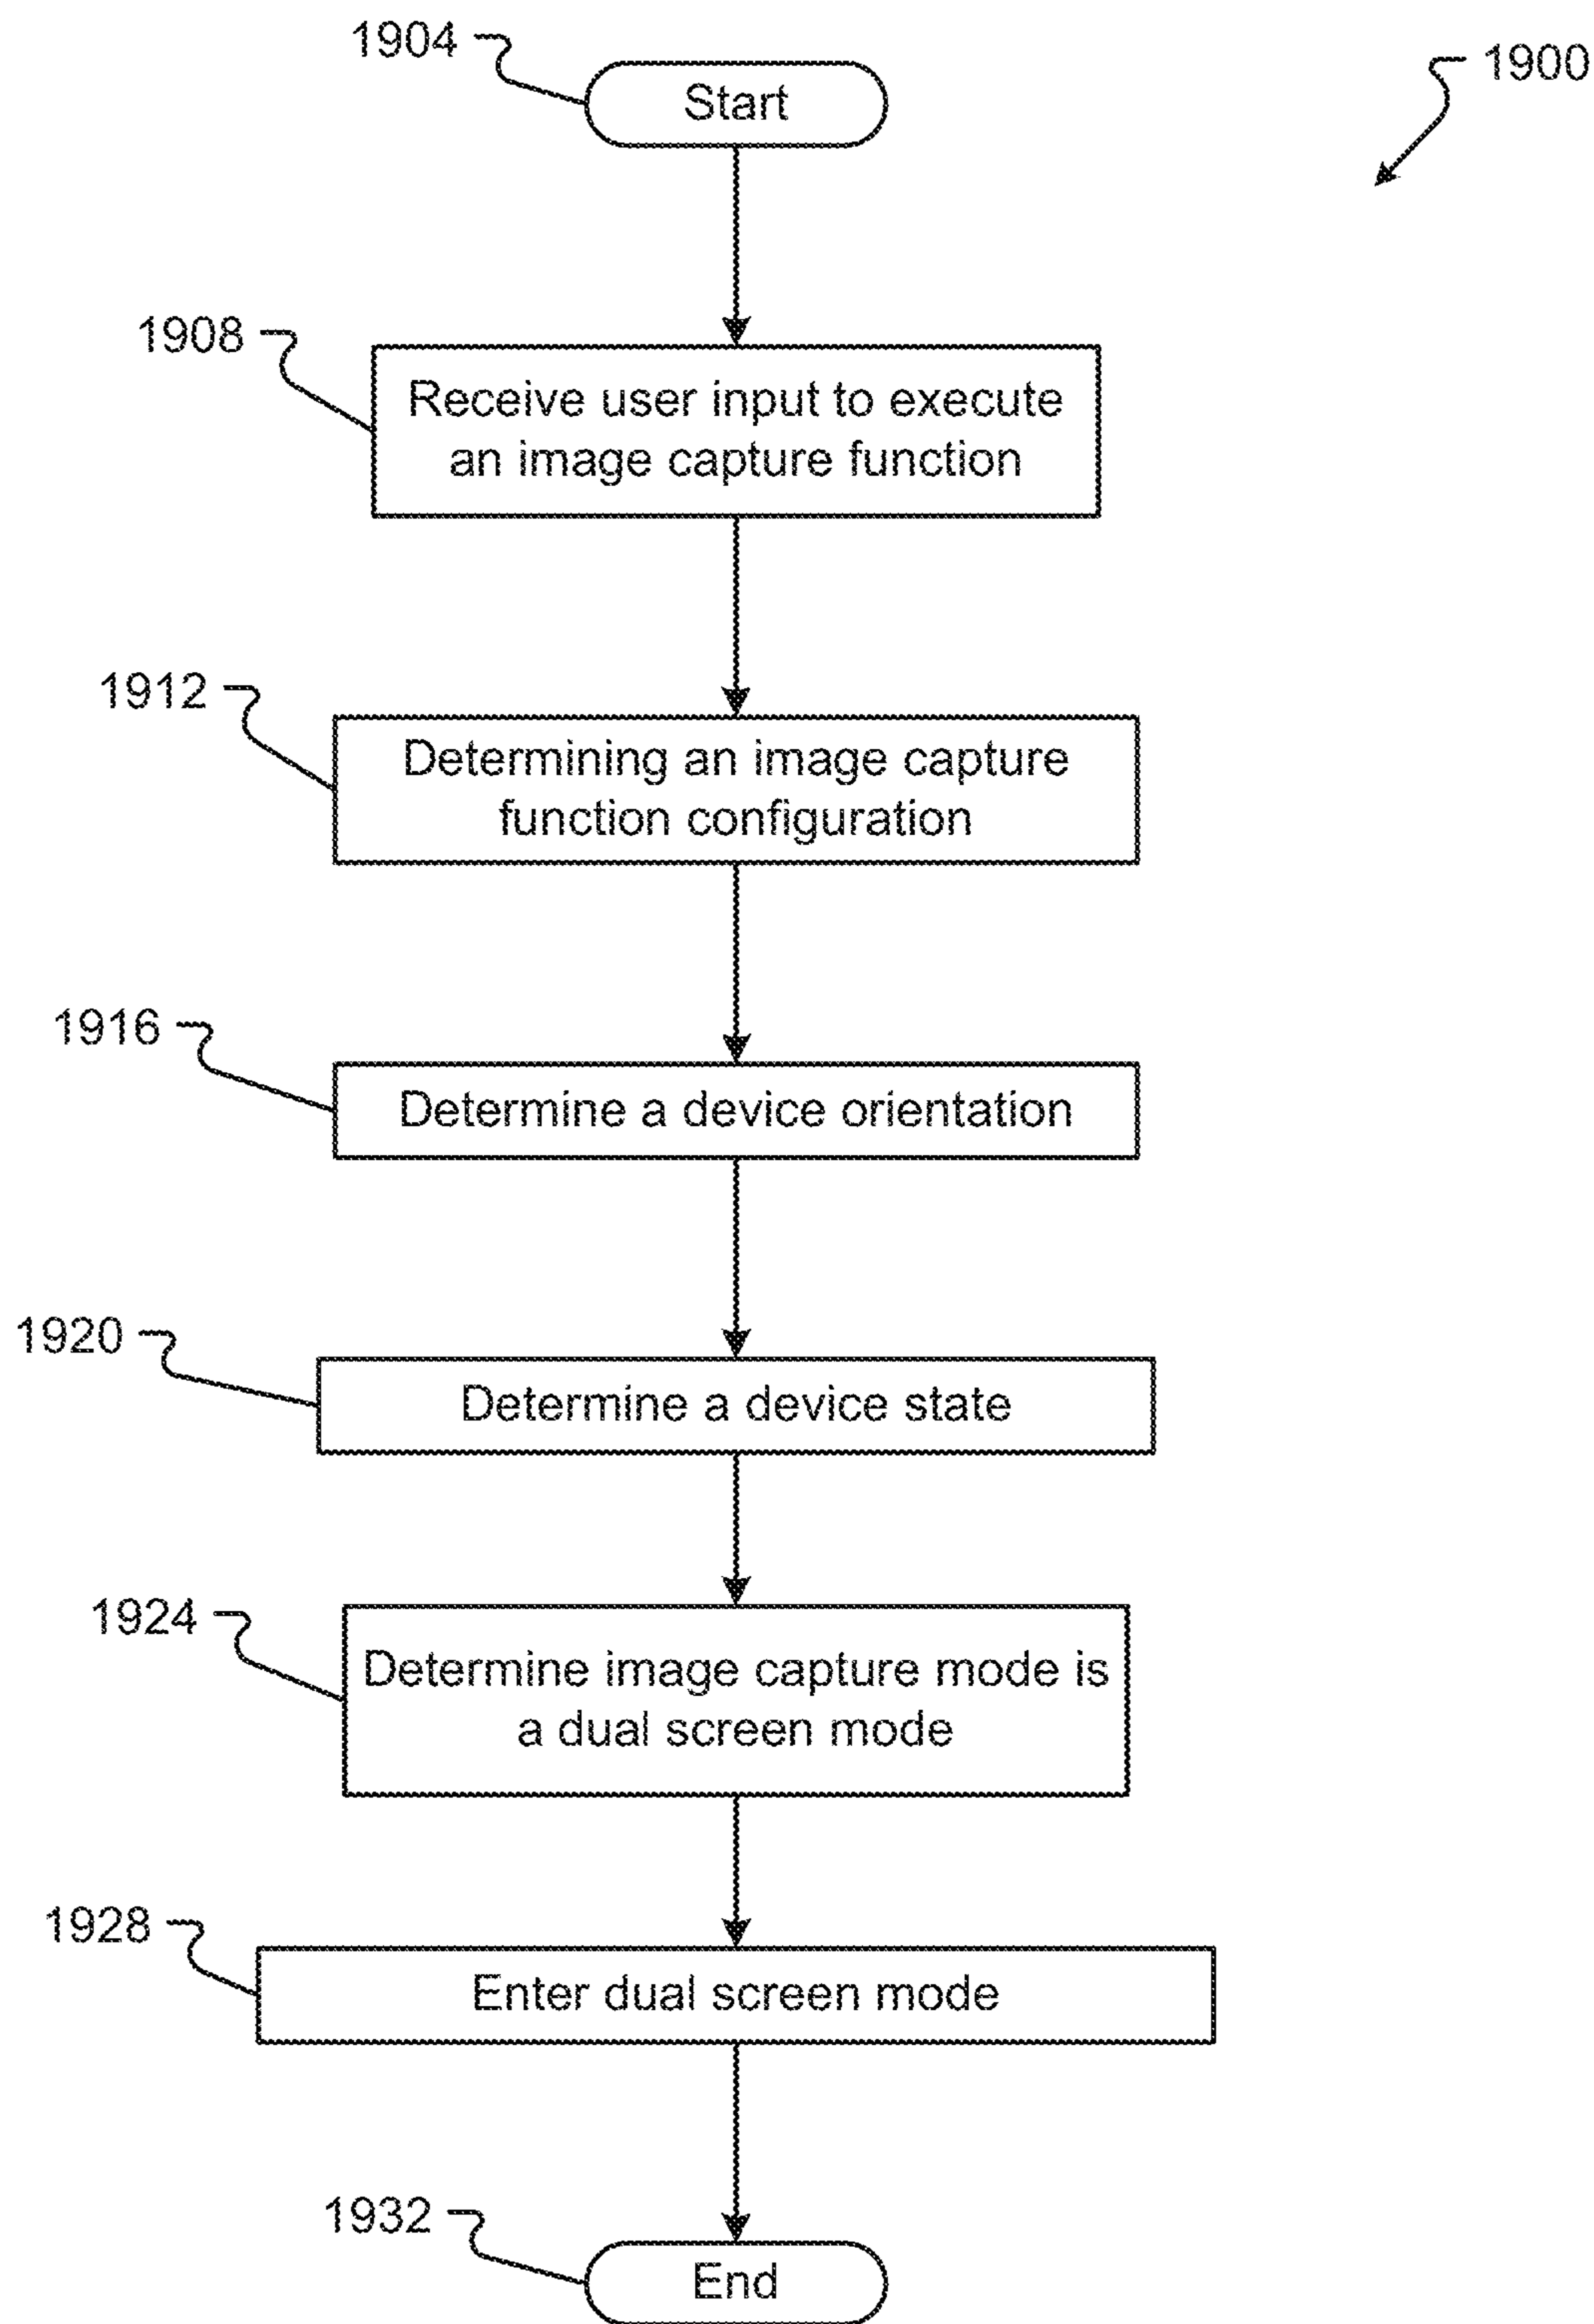 1904
Start
1900
1908
Receive user input to execute
an image capture function
1912
Determining an image capture
function configuration
1916
Determine a device orientation
1920
Determine a device state
1924
Determine image capture mode is
a dual screen mode
1928
Enter dual screen mode
1932
End